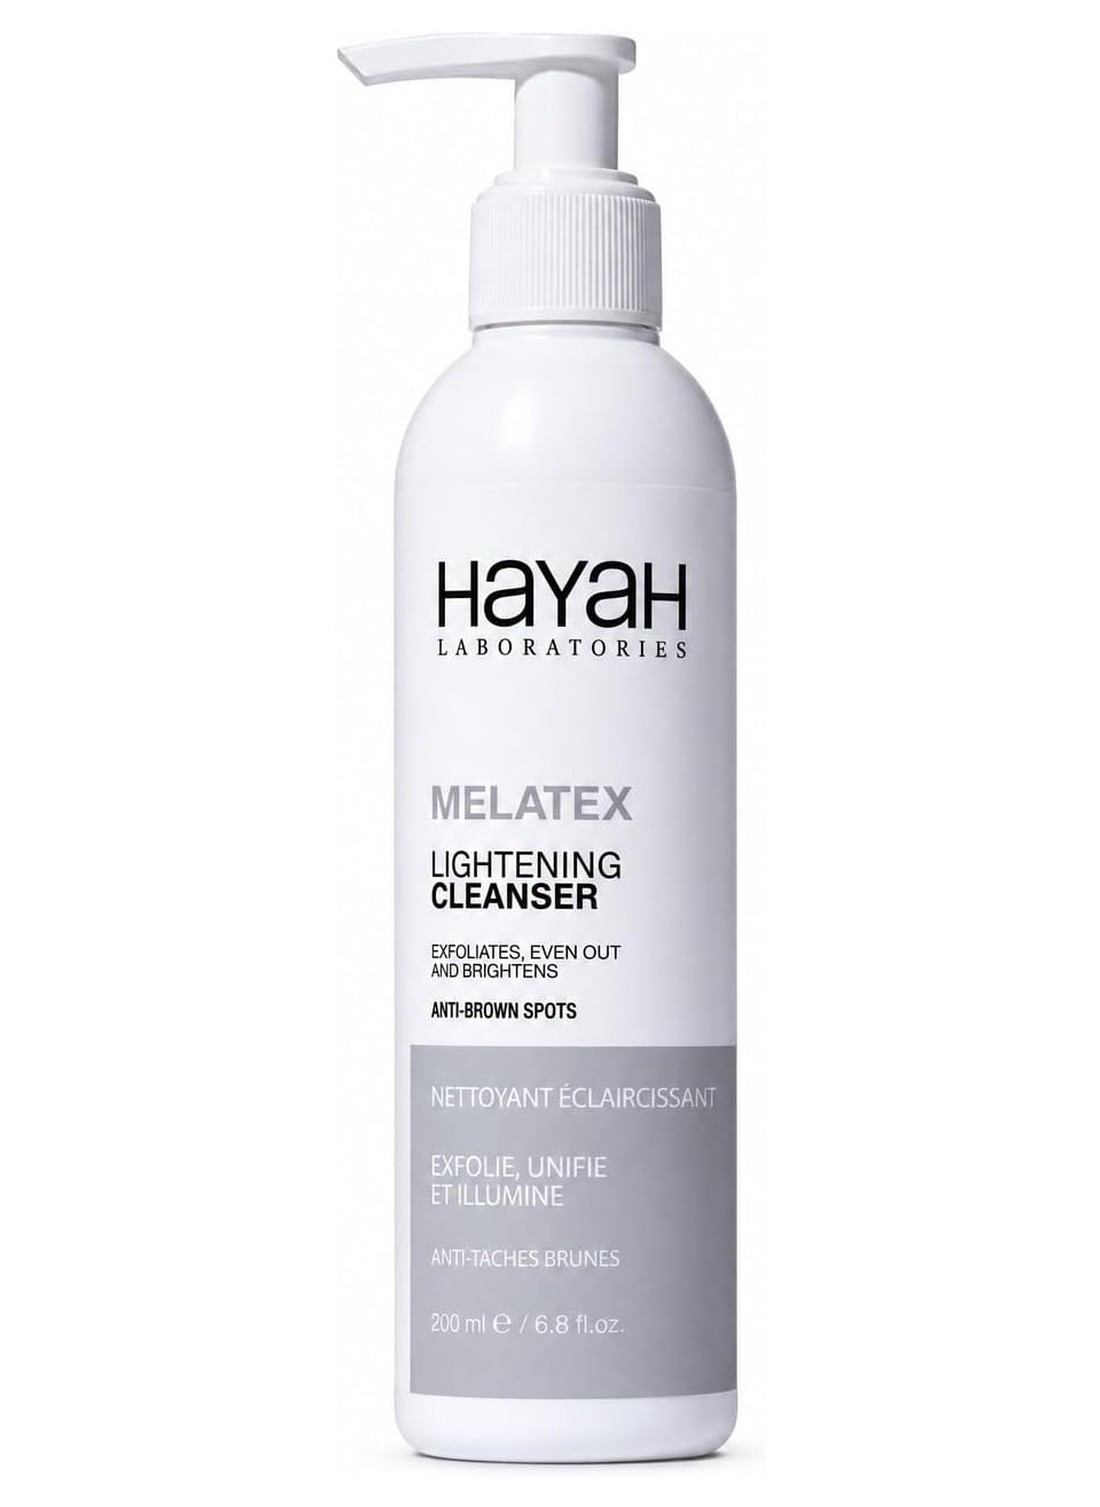 HaYaH
LABORATORIES
MELATEX
LIGHTENING
CLEANSER
EXFOLIATES, EVEN OUT
AND BRIGHTENS
ANTI-BROWN SPOTS
NETTOYANT ÉCLAIRCISSANT
EXFOLIE, UNIFIE
ET ILLUMINE
ANTI-TACHES BRUNES
200 ml ℮ / 6.8 fl.oz.